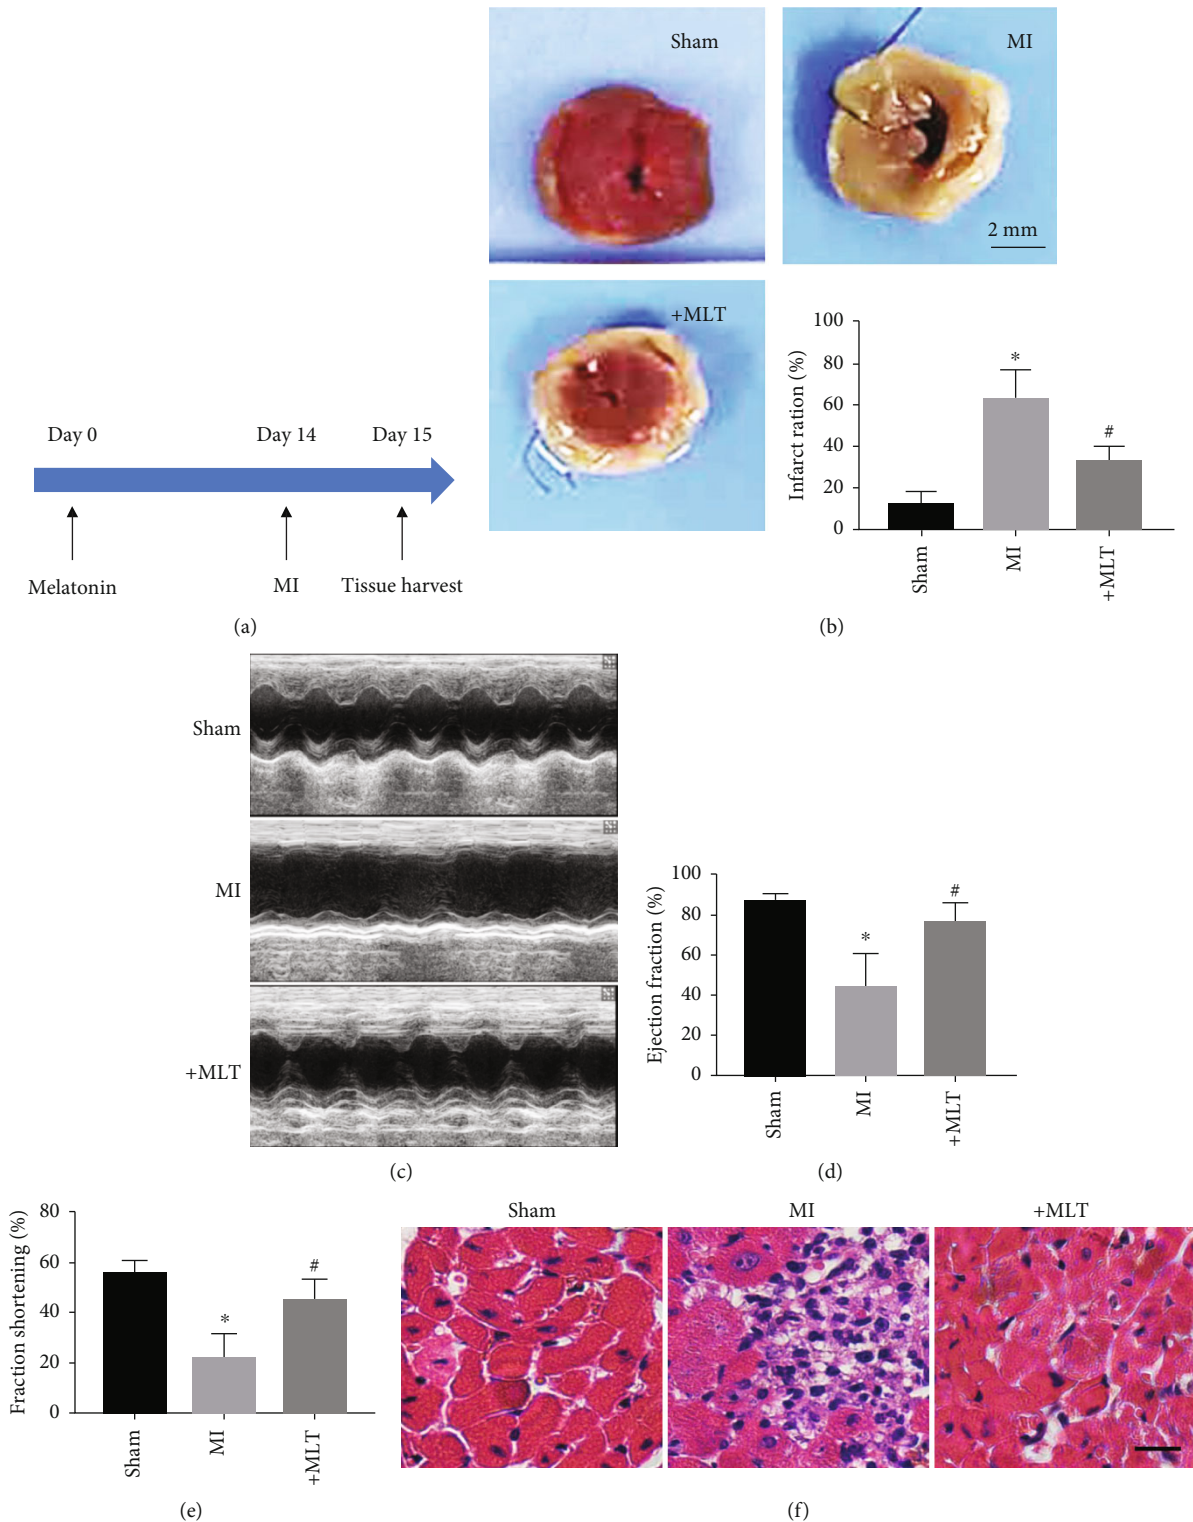 Day 0
Day 14
Day 15
Melatonin
MI
Tissue harvest
(a)
Sham
MI
2 mm
+MLT
Infarct ration (%)
100
80
60
40
20
0
*
#
Sham
MI
+MLT
(b)
Sham
MI
+MLT
(c)
Ejection fraction (%)
100
80
60
40
20
0
*
#
Sham
MI
+MLT
(d)
Fraction shortening (%)
80
60
40
20
0
*
#
Sham
MI
+MLT
(e)
Sham
MI
+MLT
(f)